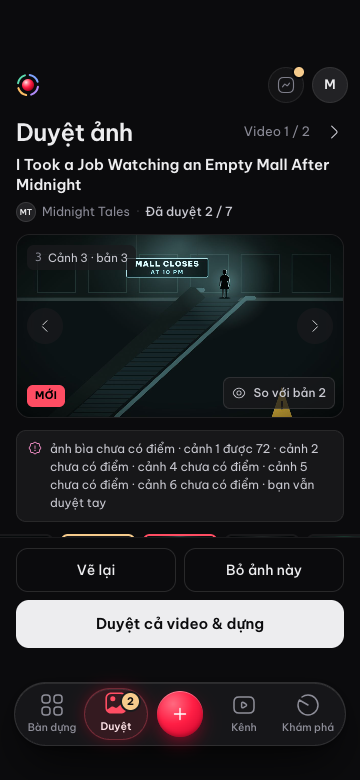 M
Duyệt ảnh
Video 1 / 2
I Took a Job Watching an Empty Mall After
Midnight
MT Midnight Tales · Đã duyệt 2 / 7
3 Cảnh 3 · bản 3
MALL CLOSES
AT 10 PM
MỚI
So với bản 2
ảnh bìa chưa có điểm · cảnh 1 được 72 · cảnh 2
chưa có điểm · cảnh 4 chưa có điểm · cảnh 5
chưa có điểm · cảnh 6 chưa có điểm · bạn vẫn
duyệt tay
Vẽ lại
Bỏ ảnh này
Duyệt cả video & dựng
2
Bàn dựng
Duyệt
Kênh
Khám phá